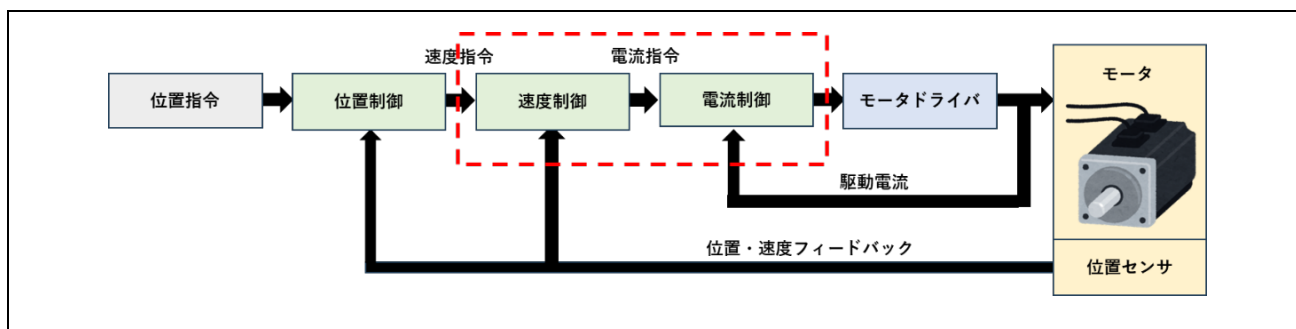 速度指令
電流指令
モータ
位置指令
位置制御
速度制御
電流制御
モータドライバ
駆動電流
位置・速度フィードバック
位置センサ